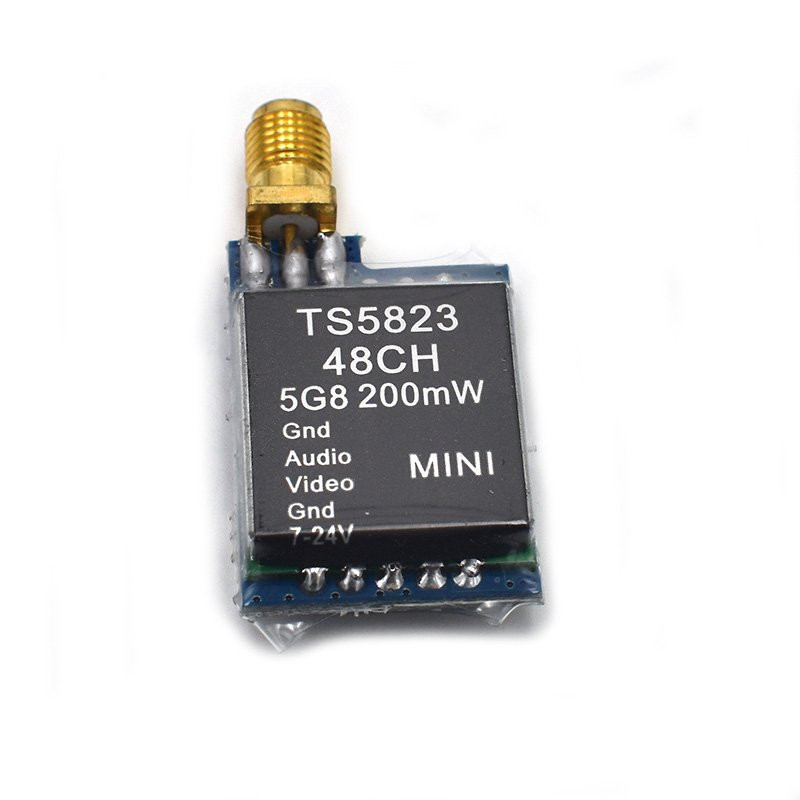 TS5823
48CH
5G8 200mW
Gnd
Audio
Video
MINI
Gnd
7-24V